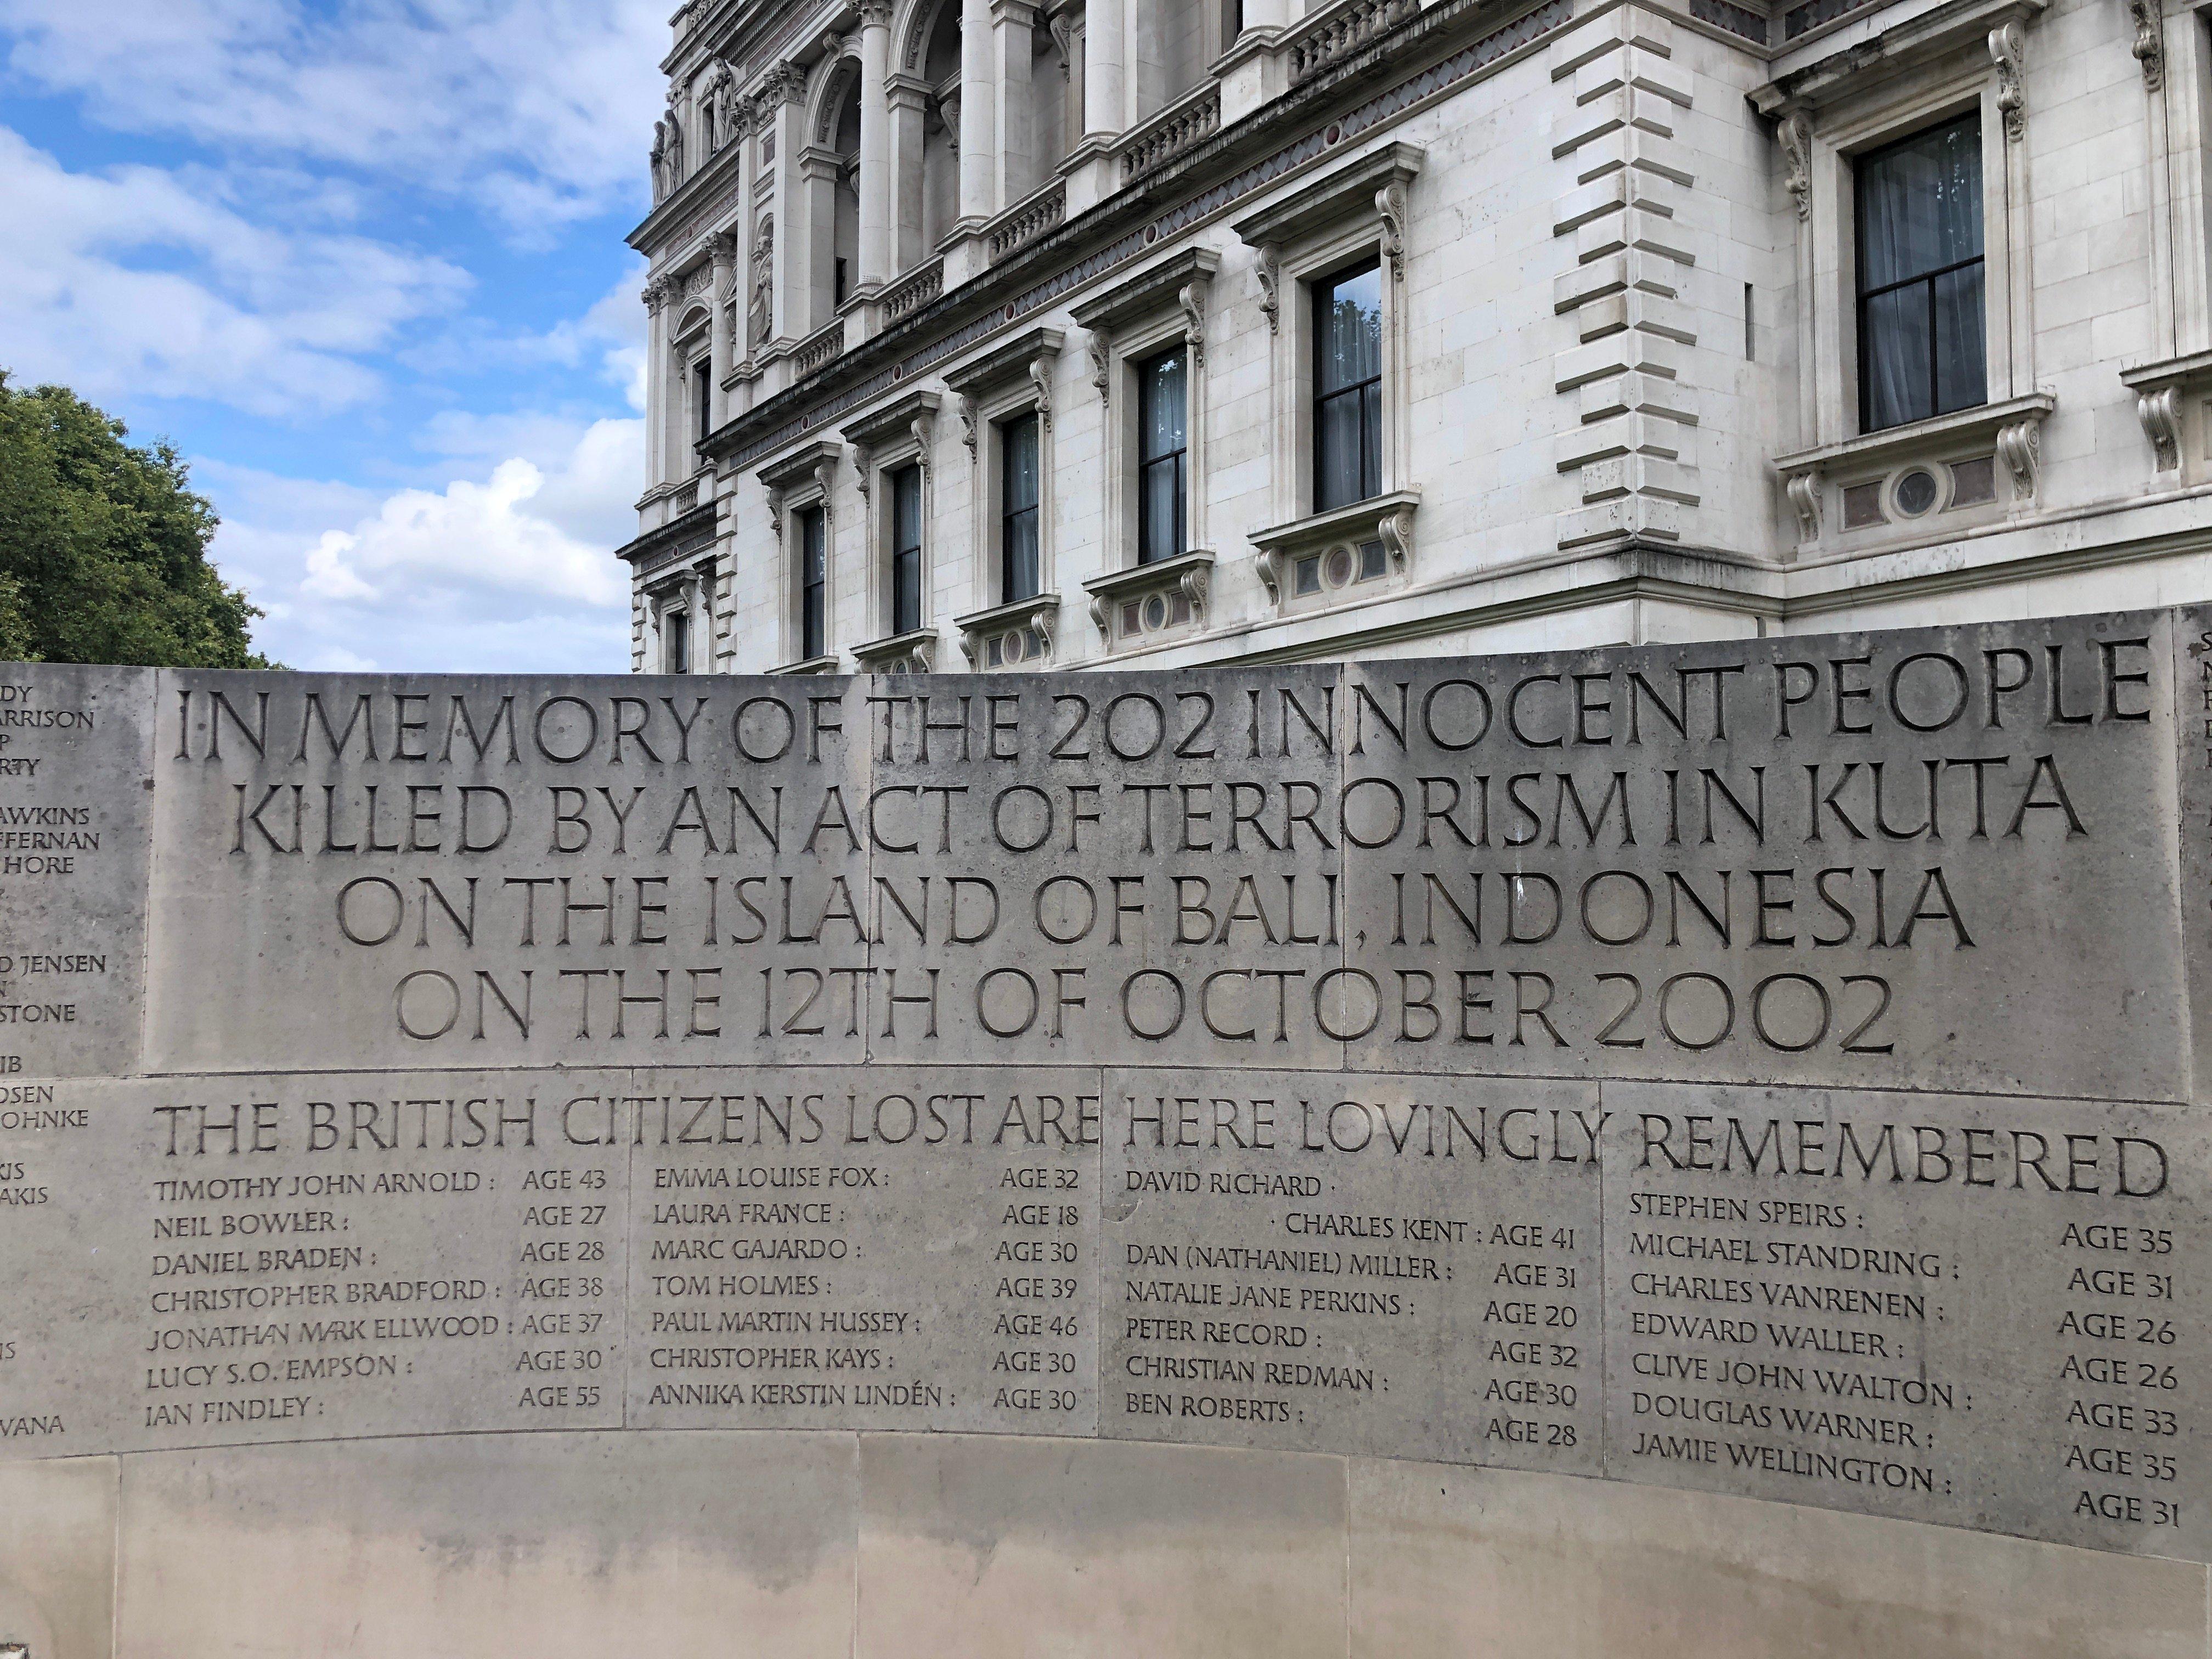 IN MEMORY OF THE 202 INNOCENT PEOPLE
KILLED BY AN ACT OF TERRORISM IN KUTA
ON THE ISLAND OF BALI, INDONESIA
ON THE 12TH OF OCTOBER 2002
THE BRITISH CITIZENS LOST ARE HERE LOVINGLY REMEMBERED
TIMOTHY JOHN ARNOLD : AGE 43
NEIL BOWLER : AGE 27
DANIEL BRADEN : AGE 28
CHRISTOPHER BRADFORD : AGE 38
JONATHAN MARK ELLWOOD : AGE 37
LUCY S.O. EMPSON : AGE 30
IAN FINDLEY : AGE 55
EMMA LOUISE FOX : AGE 32
LAURA FRANCE : AGE 18
MARC GAJARDO : AGE 30
TOM HOLMES : AGE 39
PAUL MARTIN HUSSEY : AGE 46
CHRISTOPHER KAYS : AGE 30
ANNIKA KERSTIN LINDÉN : AGE 30
DAVID RICHARD ·
· CHARLES KENT : AGE 41
DAN (NATHANIEL) MILLER : AGE 31
NATALIE JANE PERKINS : AGE 20
PETER RECORD : AGE 32
CHRISTIAN REDMAN : AGE 30
BEN ROBERTS : AGE 28
STEPHEN SPEIRS : AGE 35
MICHAEL STANDRING : AGE 31
CHARLES VANRENEN : AGE 26
EDWARD WALLER : AGE 26
CLIVE JOHN WALTON : AGE 33
DOUGLAS WARNER : AGE 35
JAMIE WELLINGTON : AGE 31
HORE
JENSEN